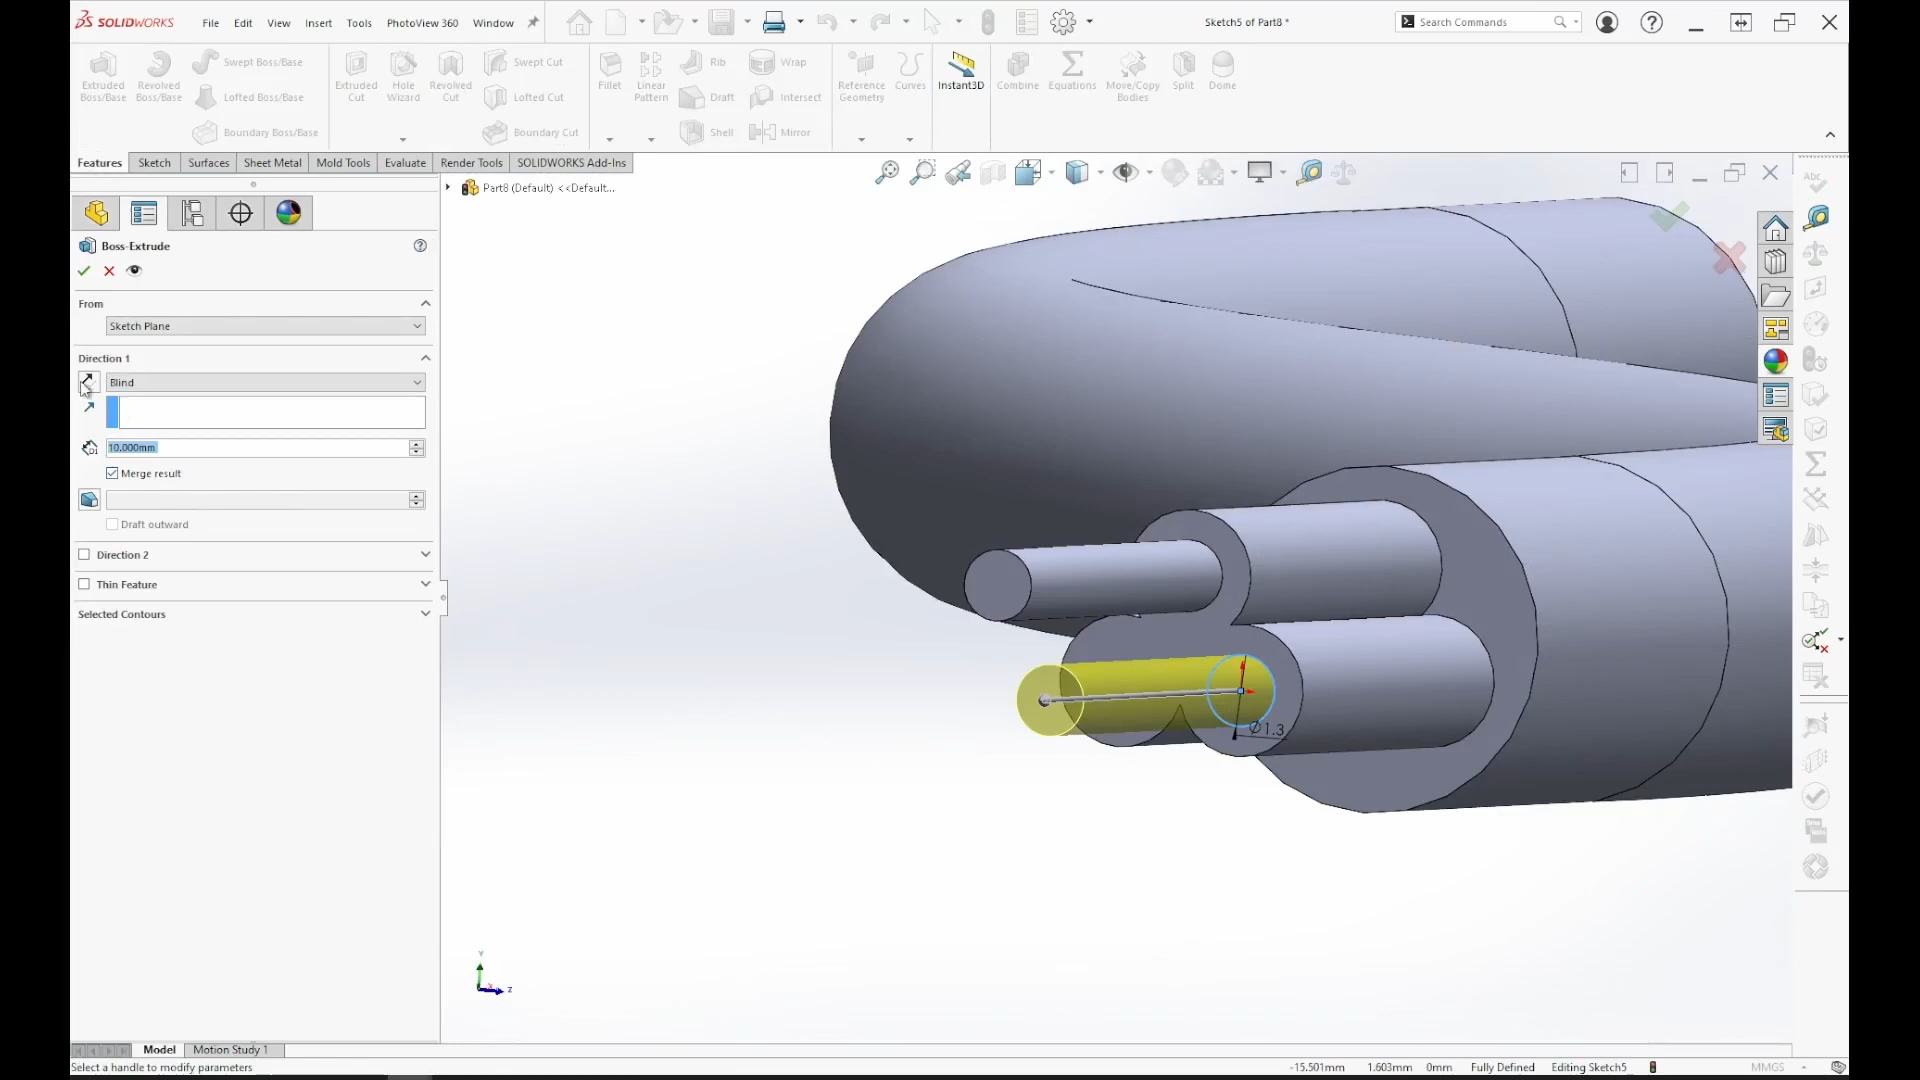 SOLIDWORKS File Edit View Insert Tools PhotoView 360 Window Sketch5 of Part8 * Search Commands
Extruded Boss/Base Revolved Boss/Base Swept Boss/Base Lofted Boss/Base Boundary Boss/Base
Extruded Cut Hole Wizard Revolved Cut Swept Cut Lofted Cut Boundary Cut
Fillet Linear Pattern Rib Draft Shell Wrap Intersect Mirror
Reference Geometry Curves Instant3D Combine Equations Move/Copy Bodies Split Dome
Features Sketch Surfaces Sheet Metal Mold Tools Evaluate Render Tools SOLIDWORKS Add-Ins
Part8 (Default) <<Default...
Boss-Extrude
From
Sketch Plane
Direction 1
Blind
10.000mm
Merge result
Draft outward
Direction 2
Thin Feature
Selected Contours
Ø1.3
Y
Z
Model Motion Study 1
Select a handle to modify parameters -15.501mm 1.603mm 0mm Fully Defined Editing Sketch5 MMGS